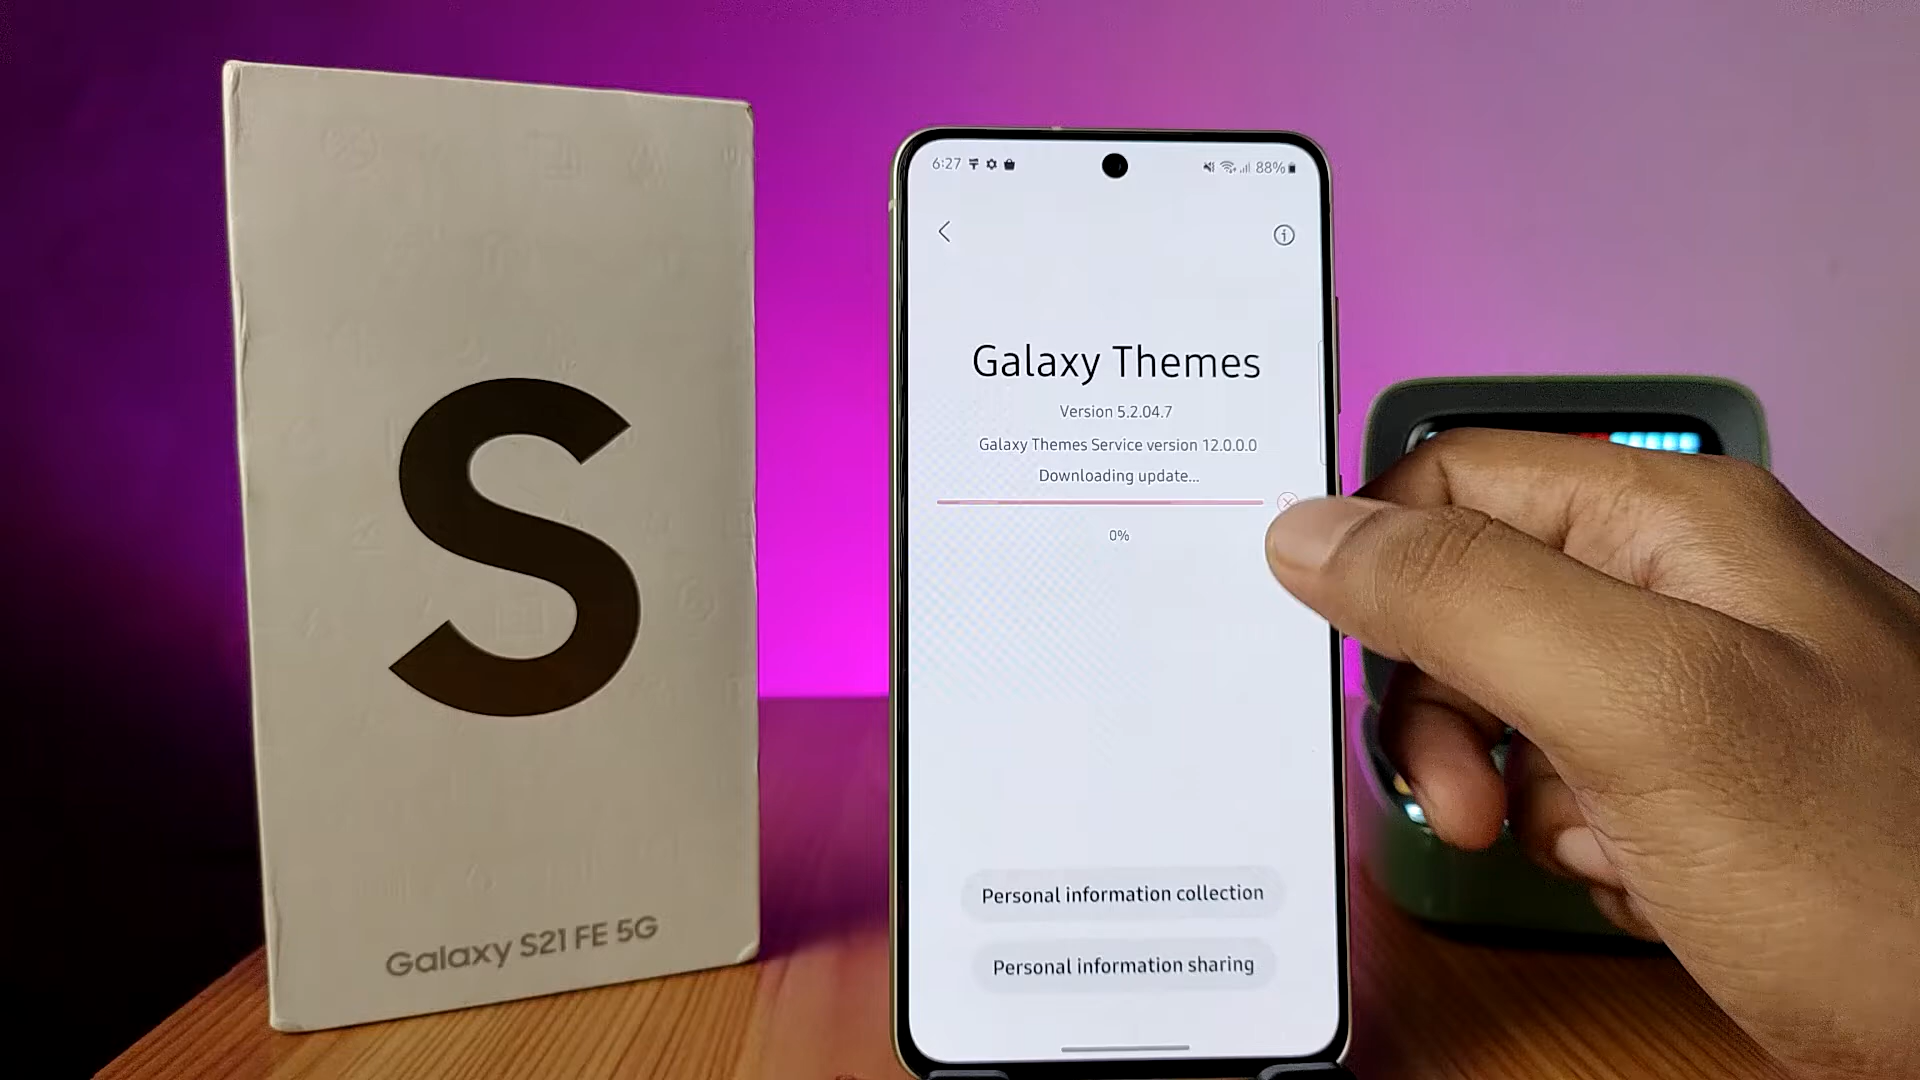 S
Galaxy S21 FE 5G
6:27
88%
Galaxy Themes
Version 5.2.04.7
Galaxy Themes Service version 12.0.0.0
Downloading update...
0%
Personal information collection
Personal information sharing